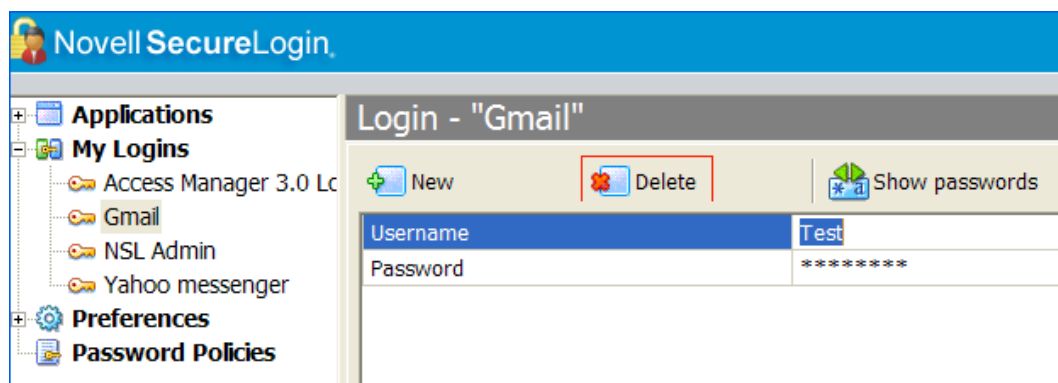 Novell SecureLogin.
Applications
My Logins
Access Manager 3.0 Lo
Gmail
NSL Admin
Yahoo messenger
Preferences
Password Policies
Login - "Gmail"
New Delete Show passwords
Username Test
Password ********